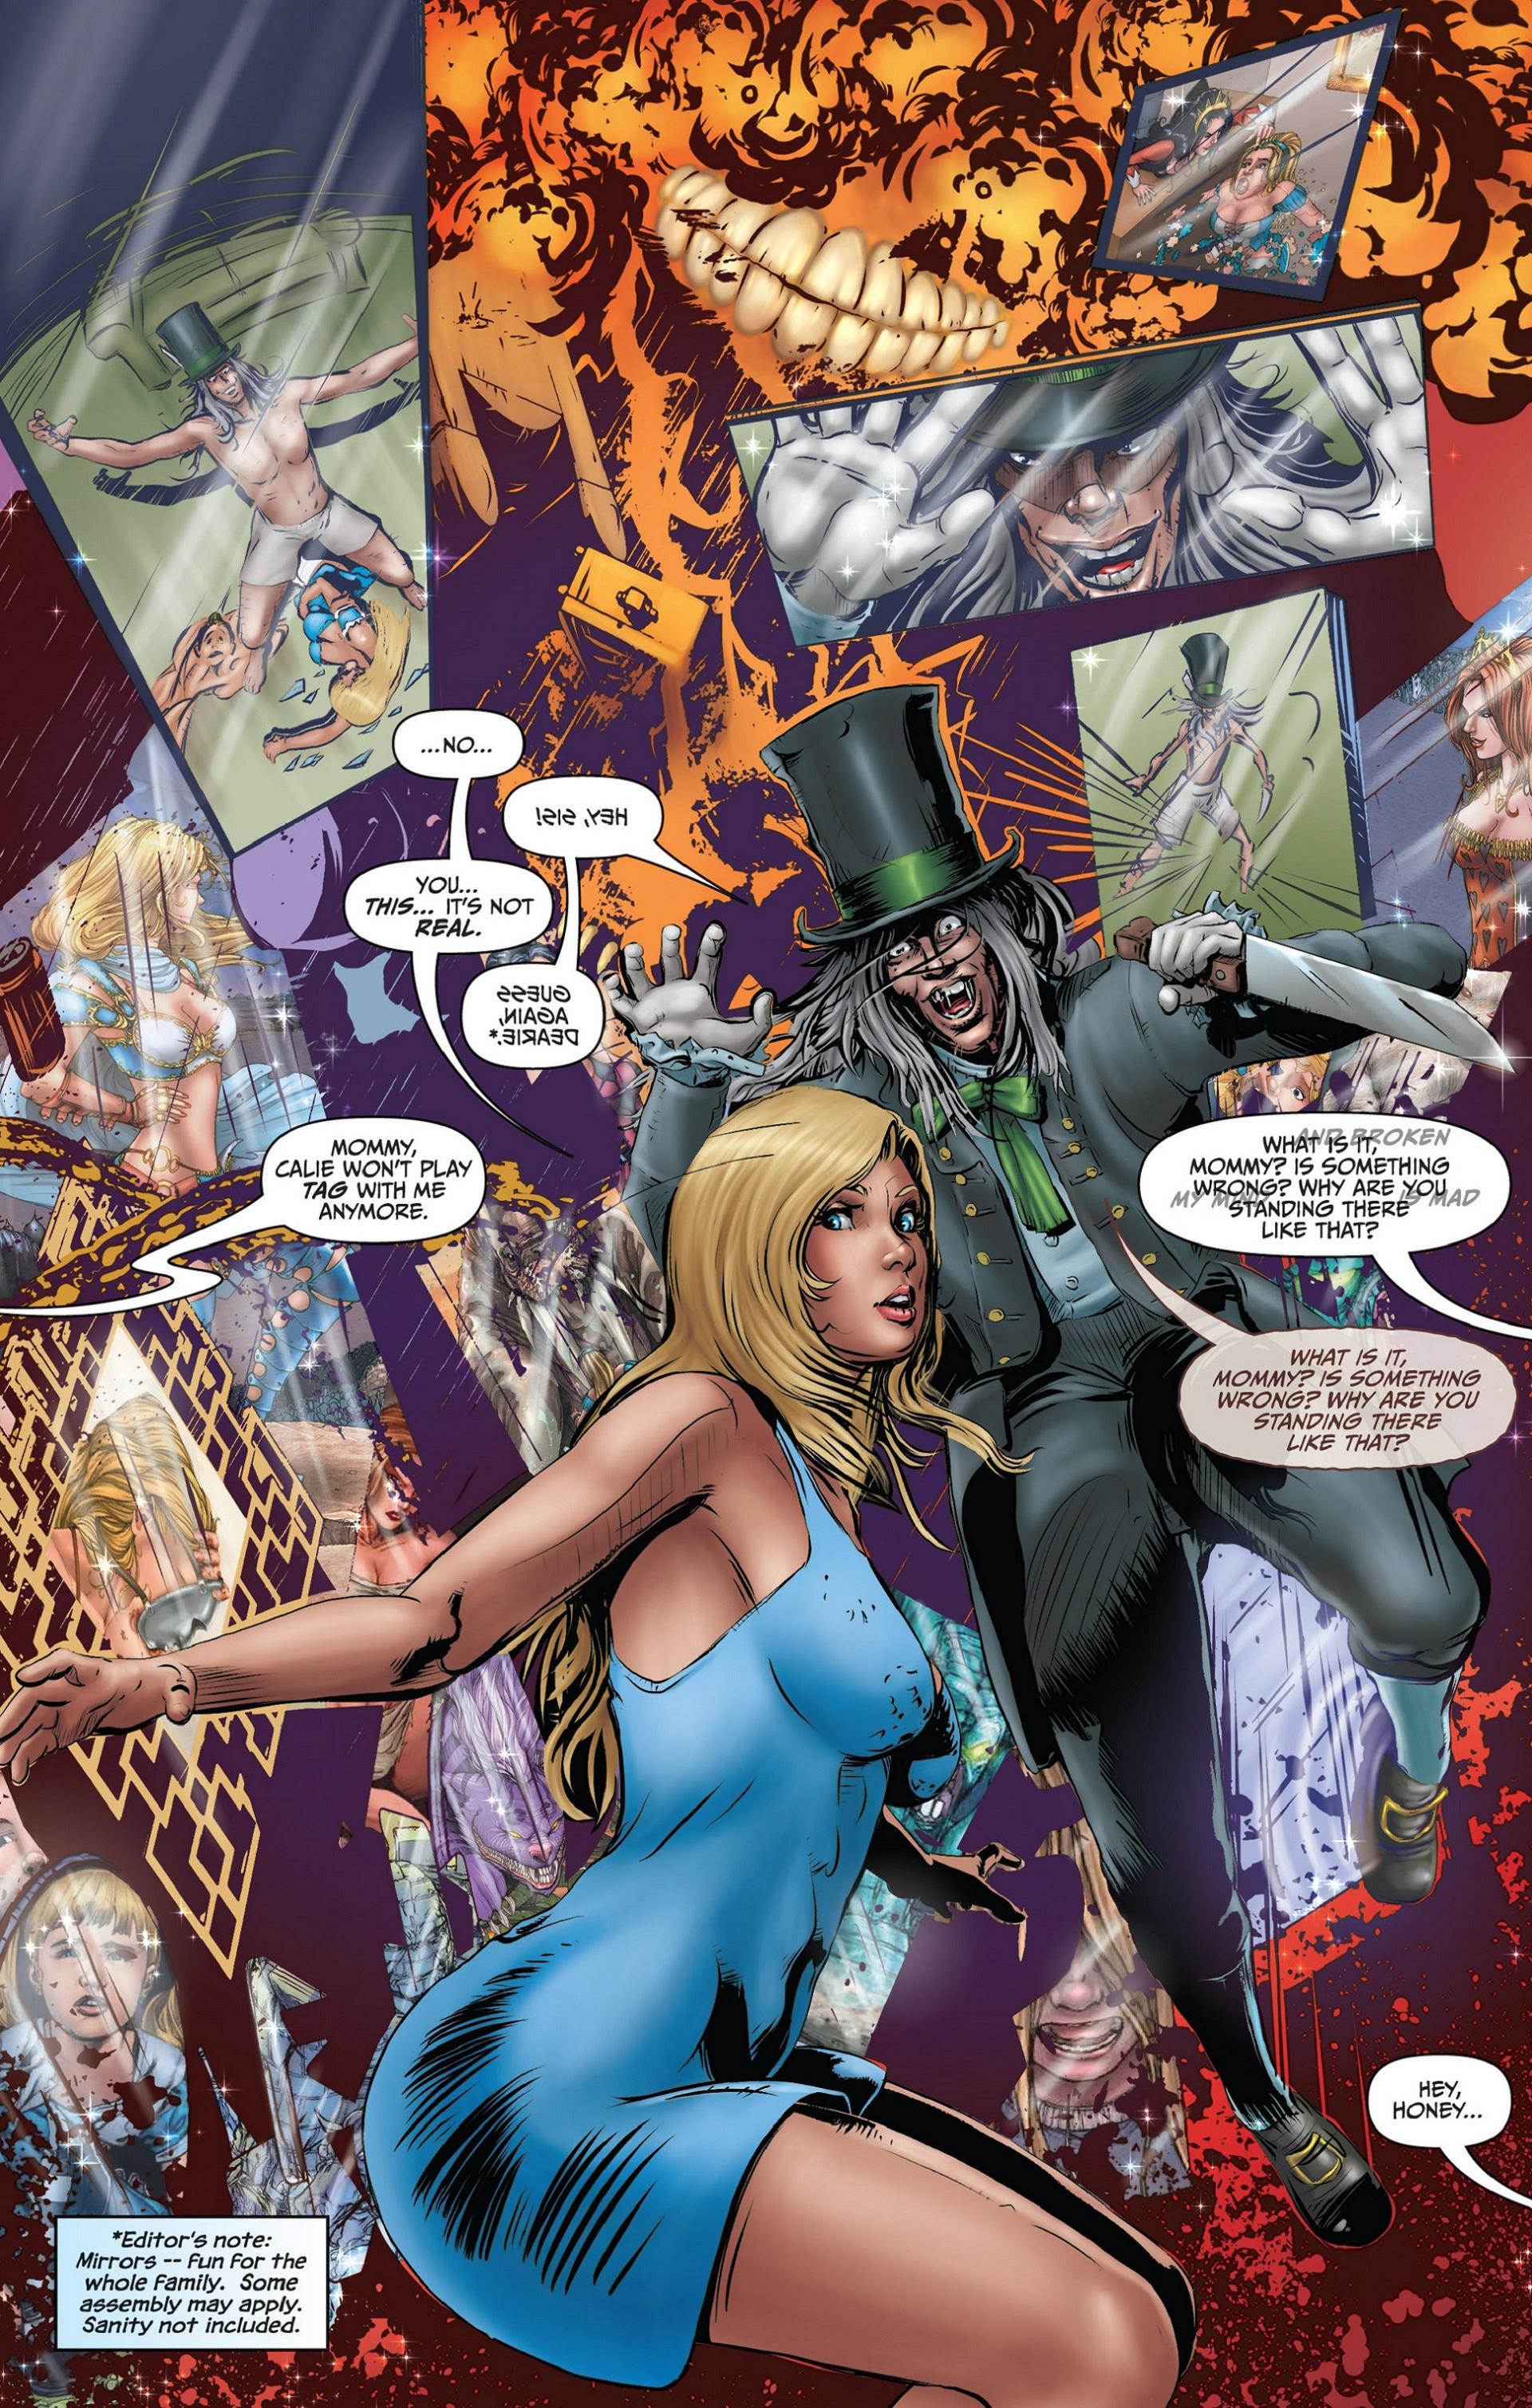 ...NO...
HEY, SIS!
YOU...
THIS... IT'S NOT
REAL.
GUESS
AGAIN,
DEARIE.*
MOMMY,
CALIE WON'T PLAY
TAG WITH ME
ANYMORE.
AND BROKEN
MY MIND IS MAD
WHAT IS IT,
MOMMY? IS SOMETHING
WRONG? WHY ARE YOU
STANDING THERE
LIKE THAT?
WHAT IS IT,
MOMMY? IS SOMETHING
WRONG? WHY ARE YOU
STANDING THERE
LIKE THAT?
HEY,
HONEY...
*Editor's note:
Mirrors -- fun for the
whole family. Some
assembly may apply.
Sanity not included.